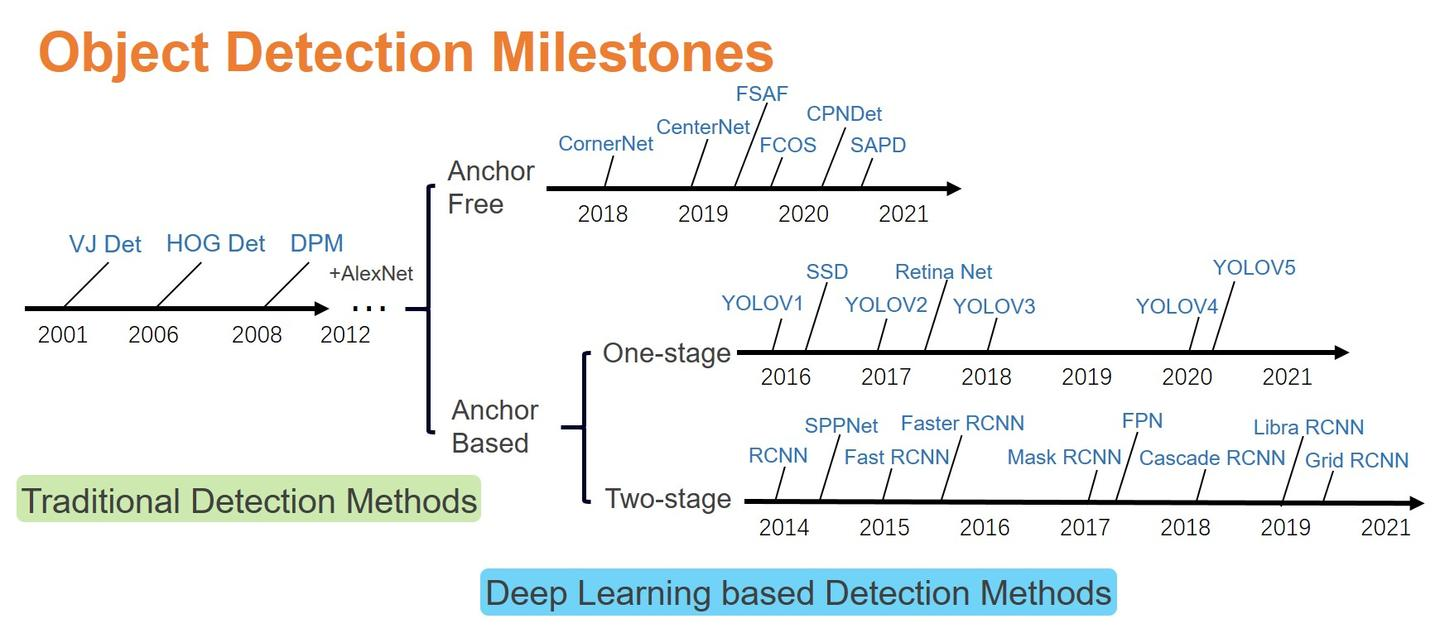 Object Detection Milestones
VJ Det HOG Det DPM
+AlexNet
...
2001 2006 2008 2012
Traditional Detection Methods
Anchor
Free
FSAF
CPNDet
CenterNet
CornerNet FCOS SAPD
2018 2019 2020 2021
Anchor
Based
One-stage
YOLOV5
SSD Retina Net
YOLOV1 YOLOV2 YOLOV3 YOLOV4
2016 2017 2018 2019 2020 2021
Two-stage
SPPNet Faster RCNN FPN Libra RCNN
RCNN Fast RCNN Mask RCNN Cascade RCNN Grid RCNN
2014 2015 2016 2017 2018 2019 2021
Deep Learning based Detection Methods